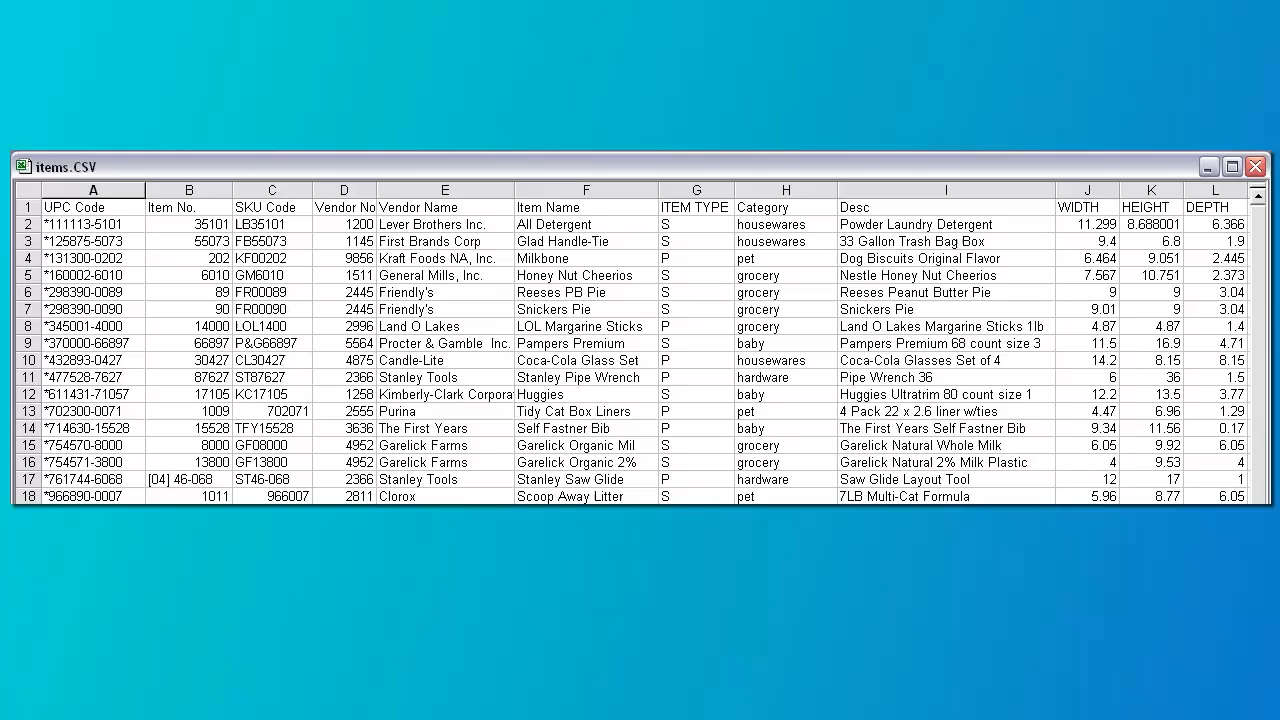 items.CSV
A B C D E F G H I J K L
1 UPC Code Item No. SKU Code Vendor No Vendor Name Item Name ITEM TYPE Category Desc WIDTH HEIGHT DEPTH
2 *111113-5101 35101 LB35101 1200 Lever Brothers Inc. All Detergent S housewares Powder Laundry Detergent 11.299 8.688001 6.366
3 *125875-5073 55073 FB55073 1145 First Brands Corp Glad Handle-Tie S housewares 33 Gallon Trash Bag Box 9.4 6.8 1.9
4 *131300-0202 202 KF00202 9856 Kraft Foods NA, Inc. Milkbone P pet Dog Biscuits Original Flavor 6.464 9.051 2.445
5 *160002-6010 6010 GM6010 1511 General Mills, Inc. Honey Nut Cheerios S grocery Nestle Honey Nut Cheerios 7.567 10.751 2.373
6 *298390-0089 89 FR00089 2445 Friendly's Reeses PB Pie S grocery Reeses Peanut Butter Pie 9 9 3.04
7 *298390-0090 90 FR00090 2445 Friendly's Snickers Pie S grocery Snickers Pie 9.01 9 3.04
8 *345001-4000 14000 LOL1400 2996 Land O Lakes LOL Margarine Sticks P grocery Land O Lakes Margarine Sticks 1lb 4.87 4.87 1.4
9 *370000-66897 66897 P&G66897 5564 Procter & Gamble Inc. Pampers Premium S baby Pampers Premium 68 count size 3 11.5 16.9 4.71
10 *432893-0427 30427 CL30427 4875 Candle-Lite Coca-Cola Glass Set P housewares Coca-Cola Glasses Set of 4 14.2 8.15 8.15
11 *477528-7627 87627 ST87627 2366 Stanley Tools Stanley Pipe Wrench P hardware Pipe Wrench 36 6 36 1.5
12 *611431-71057 17105 KC17105 1258 Kimberly-Clark Corpora Huggies S baby Huggies Ultratrim 80 count size 1 12.2 13.5 3.77
13 *702300-0071 1009 702071 2555 Purina Tidy Cat Box Liners P pet 4 Pack 22 x 2.6 liner w/ties 4.47 6.96 1.29
14 *714630-15528 15528 TFY15528 3636 The First Years Self Fastner Bib P baby The First Years Self Fastner Bib 9.34 11.56 0.17
15 *754570-8000 8000 GF08000 4952 Garelick Farms Garelick Organic Mil S grocery Garelick Natural Whole Milk 6.05 9.92 6.05
16 *754571-3800 13800 GF13800 4952 Garelick Farms Garelick Organic 2% S grocery Garelick Natural 2% Milk Plastic 4 9.53 4
17 *761744-6068 [04] 46-068 ST46-068 2366 Stanley Tools Stanley Saw Glide P hardware Saw Glide Layout Tool 12 17 1
18 *966890-0007 1011 966007 2811 Clorox Scoop Away Litter S pet 7LB Multi-Cat Formula 5.96 8.77 6.05